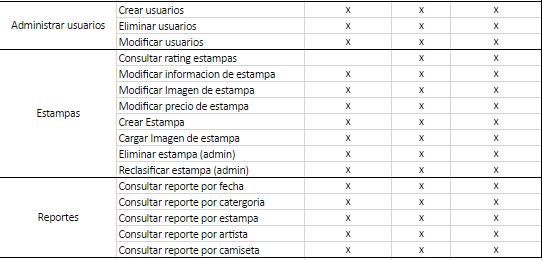 Administrar usuarios
Crear usuarios x x x
Eliminar usuarios x x x
Modificar usuarios x x x
Estampas
Consultar rating estampas x x
Modificar informacion de estampa x x x
Modificar Imagen de estampa x x x
Modificar precio de estampa x x x
Crear Estampa x x x
Cargar Imagen de estampa x x x
Eliminar estampa (admin) x x x
Reclasificar estampa (admin) x x x
Reportes
Consultar reporte por fecha x x x
Consultar reporte por catergoria x x x
Consultar reporte por estampa x x x
Consultar reporte por artista x x x
Consultar reporte por camiseta x x x